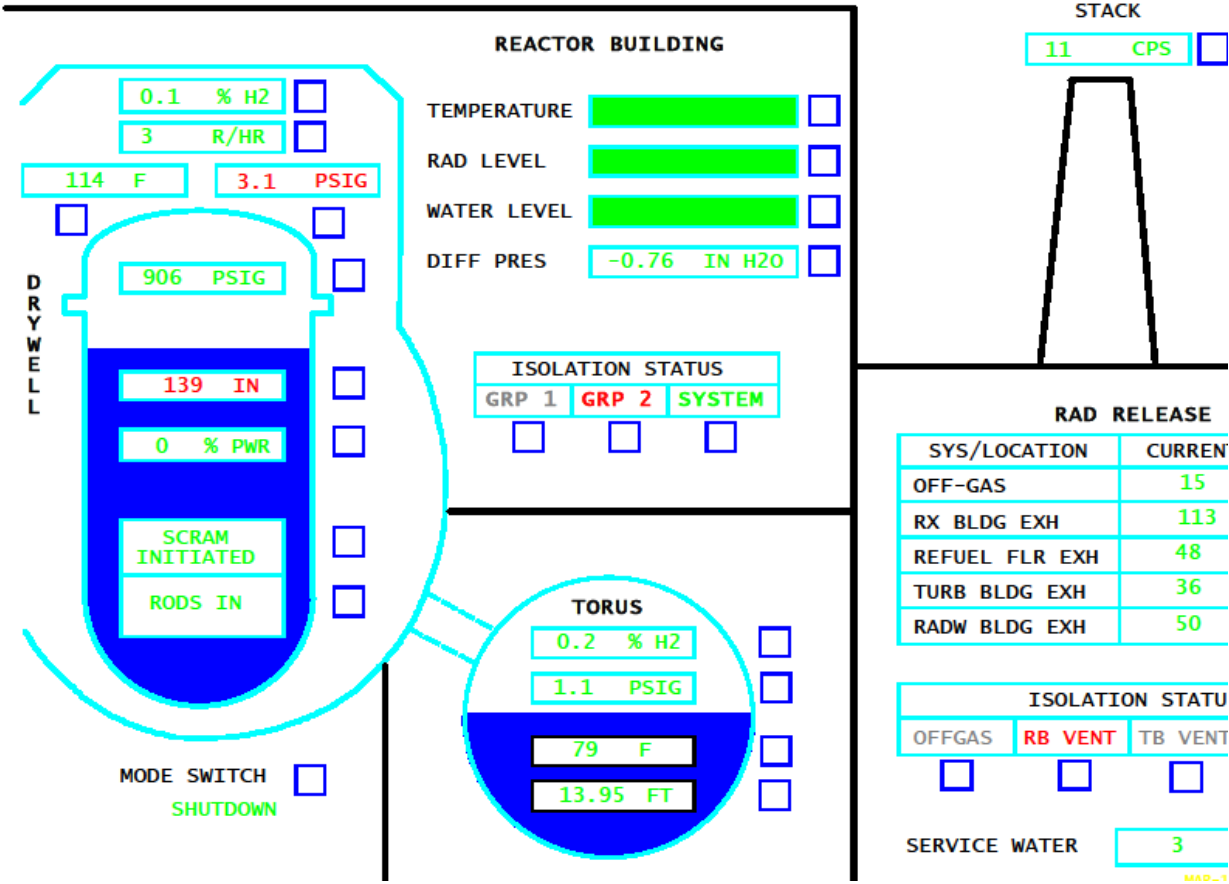 STACK
11 CPS
REACTOR BUILDING
0.1 % H2
3 R/HR
114 F 3.1 PSIG
906 PSIG
DRYWELL
139 IN
0 % PWR
SCRAM
INITIATED
RODS IN
MODE SWITCH
SHUTDOWN
TEMPERATURE
RAD LEVEL
WATER LEVEL
DIFF PRES -0.76 IN H2O
ISOLATION STATUS
GRP 1 GRP 2 SYSTEM
TORUS
0.2 % H2
1.1 PSIG
79 F
13.95 FT
RAD RELEASE
SYS/LOCATION CURRENT
OFF-GAS 15
RX BLDG EXH 113
REFUEL FLR EXH 48
TURB BLDG EXH 36
RADW BLDG EXH 50
ISOLATION STATU
OFFGAS RB VENT TB VENT
SERVICE WATER 3